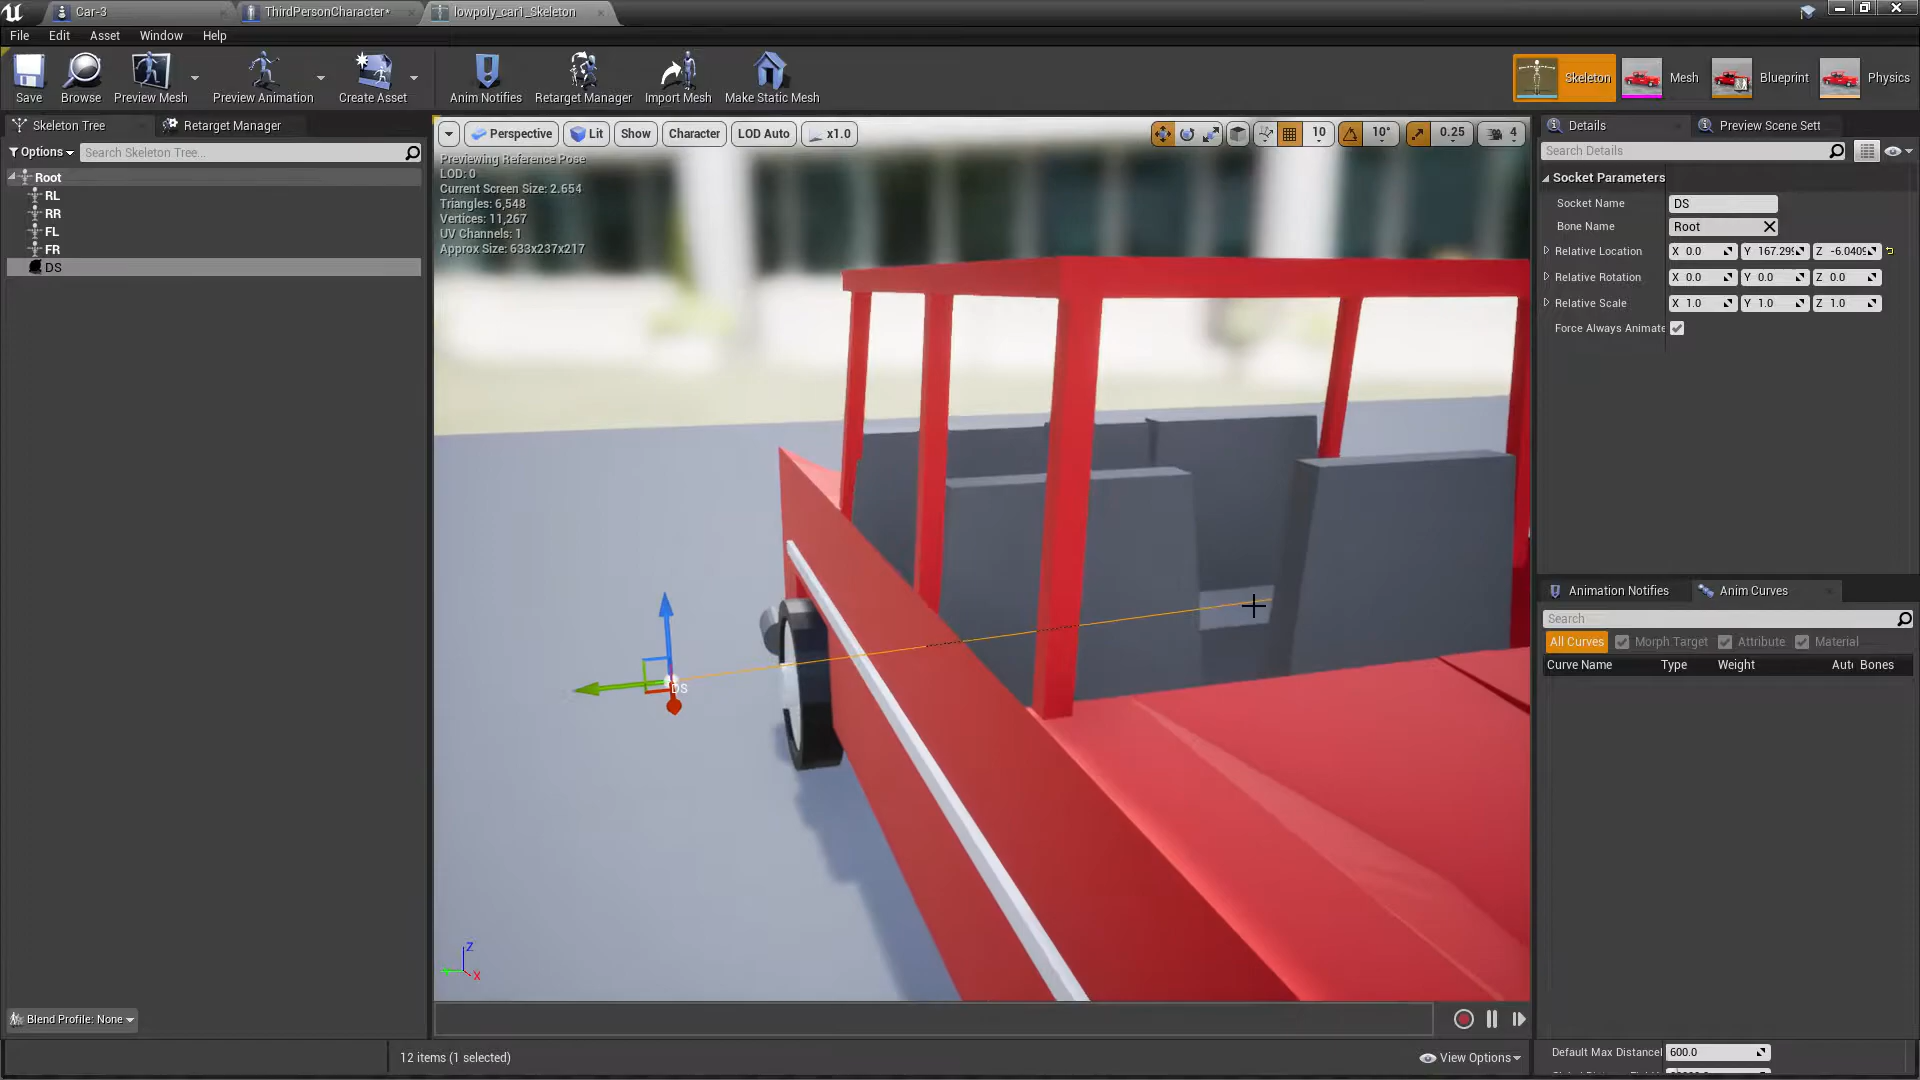 Car-3
ThirdPersonCharacter*
lowpoly_car1_Skeleton
File
Edit
Asset
Window
Help
Save
Browse
Preview Mesh
Preview Animation
Create Asset
Anim Notifies
Retarget Manager
Import Mesh
Make Static Mesh
Skeleton
Mesh
Blueprint
Physics
Skeleton Tree
Retarget Manager
Options
Search Skeleton Tree...
Root
RL
RR
FL
FR
DS
Blend Profile: None
Perspective
Lit
Show
Character
LOD Auto
x1.0
10
10°
0.25
4
Previewing Reference Pose
LOD: 0
Current Screen Size: 2.654
Triangles: 6,548
Vertices: 11,267
UV Channels: 1
Approx Size: 633x237x217
DS
Z
X
12 items (1 selected)
View Options
Details
Preview Scene Sett
Search Details
Socket Parameters
Socket Name DS
Bone Name Root
Relative Location X 0.0 Y 167.29 Z -6.040
Relative Rotation X 0.0 Y 0.0 Z 0.0
Relative Scale X 1.0 Y 1.0 Z 1.0
Force Always Animate
Animation Notifies
Anim Curves
Search
All Curves
Morph Target
Attribute
Material
Curve Name Type Weight Aut Bones
Default Max Distance 600.0